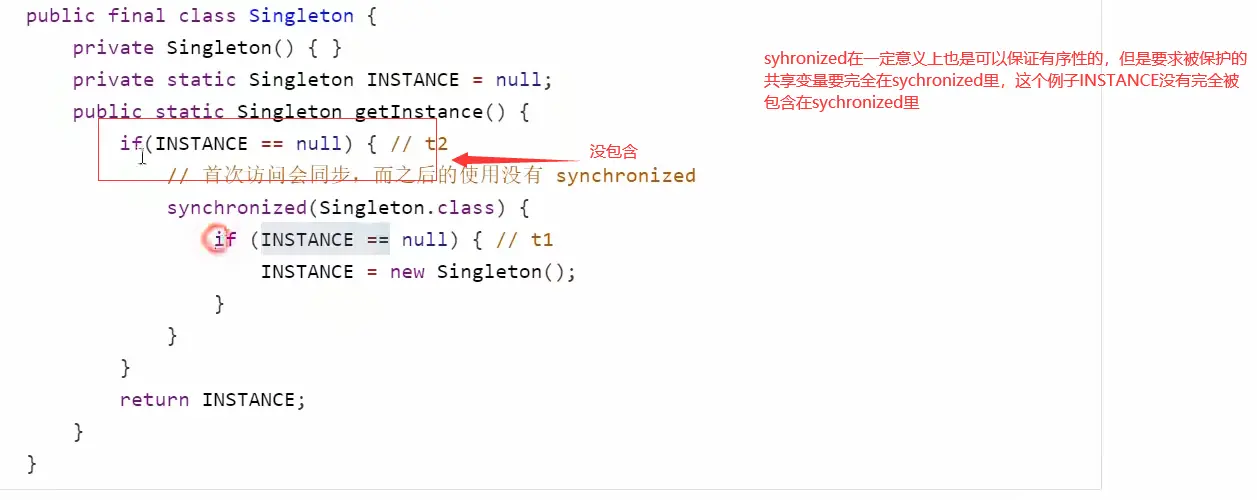 public final class Singleton {
private Singleton() { }
private static Singleton INSTANCE = null;
public static Singleton getInstance() {
if(INSTANCE == null) { // t2
// 首次访问会同步，而之后的使用没有 synchronized
synchronized(Singleton.class) {
if (INSTANCE == null) { // t1
INSTANCE = new Singleton();
}
}
}
return INSTANCE;
}
}
syhronized在一定意义上也是可以保证有序性的，但是要求被保护的
共享变量要完全在sychronized里，这个例子INSTANCE没有完全被
包含在sychronized里
没包含